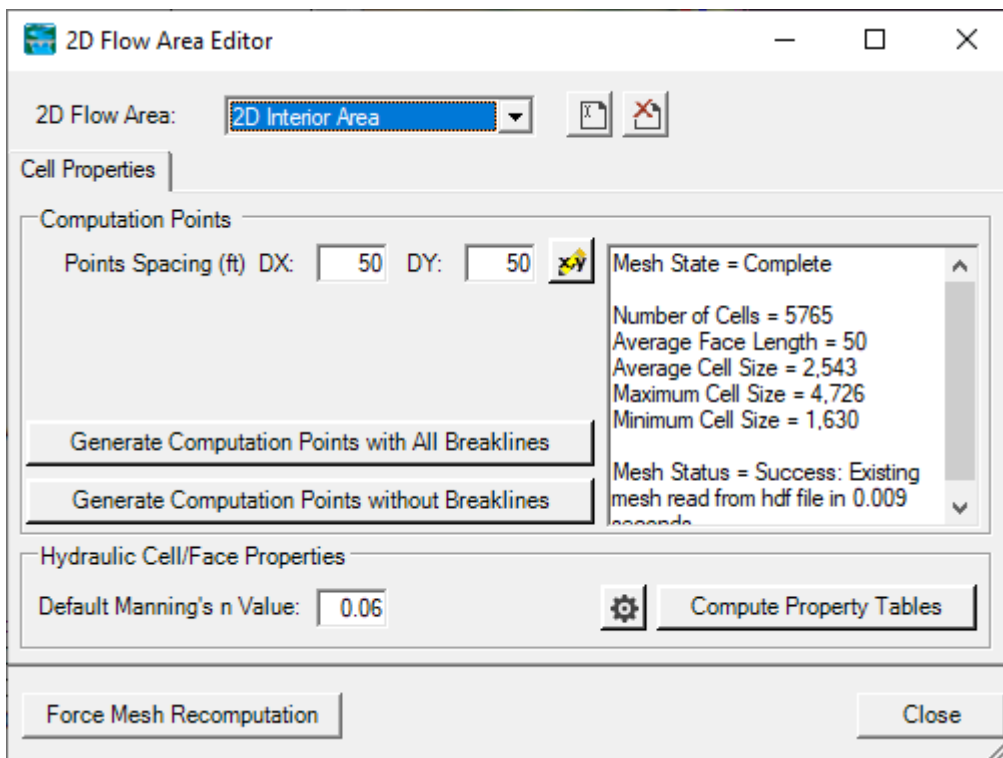 2D Flow Area Editor
2D Flow Area: 2D Interior Area
Cell Properties
Computation Points
Points Spacing (ft) DX: 50 DY: 50
Mesh State = Complete
Number of Cells = 5765
Average Face Length = 50
Average Cell Size = 2,543
Maximum Cell Size = 4,726
Minimum Cell Size = 1,630
Mesh Status = Success: Existing
mesh read from hdf file in 0.009
seconds
Generate Computation Points with All Breaklines
Generate Computation Points without Breaklines
Hydraulic Cell/Face Properties
Default Manning's n Value: 0.06
Compute Property Tables
Force Mesh Recomputation
Close